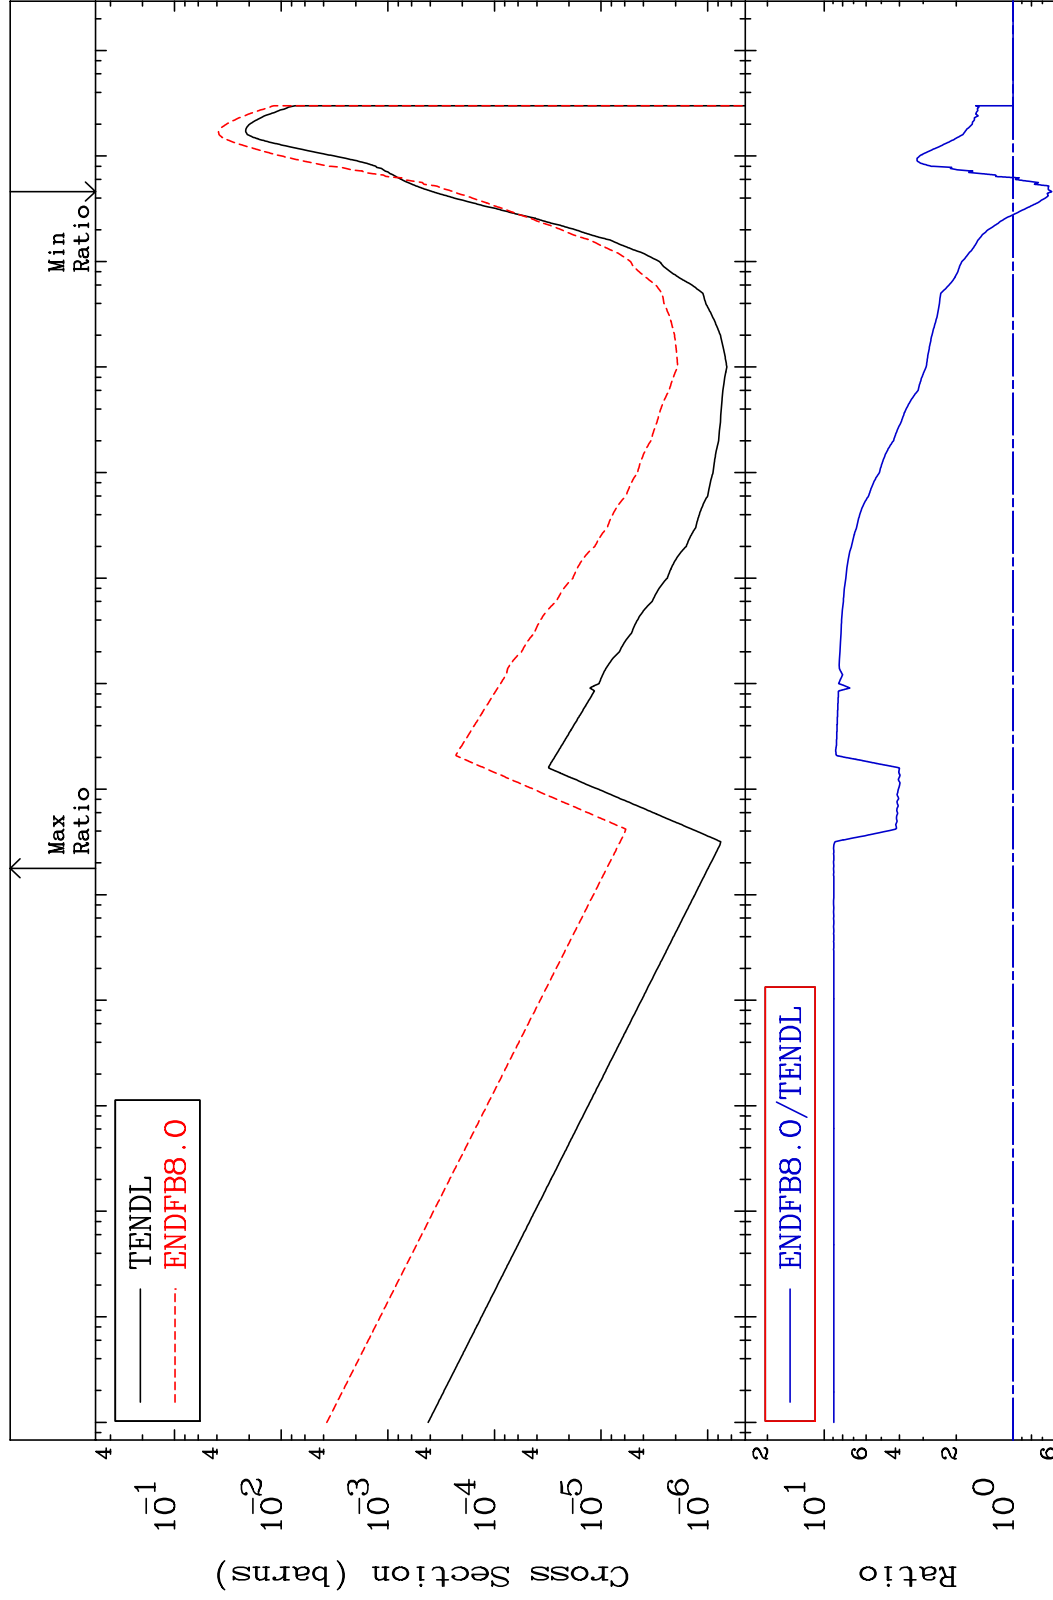 Min
Ratio
Max
Ratio
TENDL
ENDFB8.0
4
10^-1
4
10^-2
4
10^-3
4
10^-4
4
10^-5
4
10^-6
Cross Section (barns)
ENDFB8.0/TENDL
2
10^1
6
4
2
10^0
6
Ratio